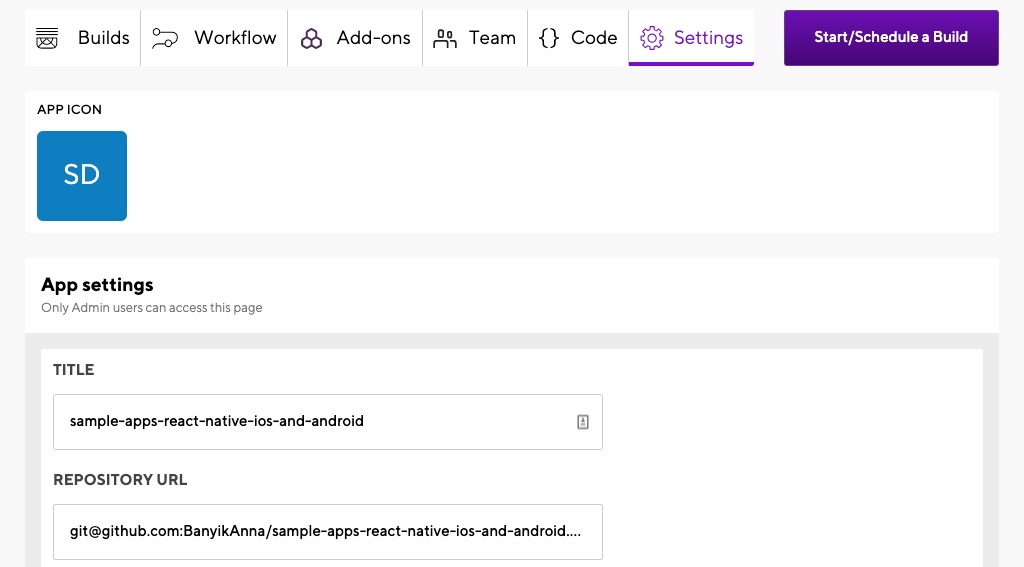 Builds
Workflow
Add-ons
Team
Code
Settings
Start/Schedule a Build
APP ICON
SD
App settings
Only Admin users can access this page
TITLE
sample-apps-react-native-ios-and-android
REPOSITORY URL
git@github.com:BanyikAnna/sample-apps-react-native-ios-and-android....